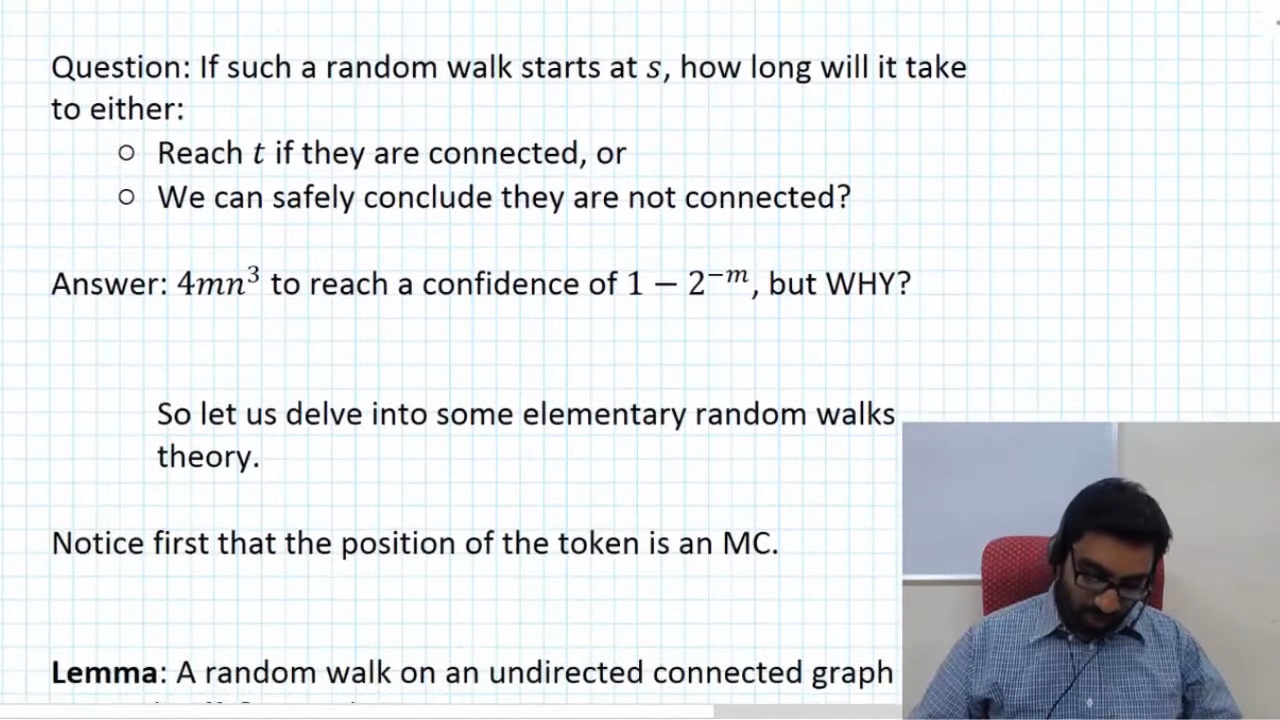 Question: If such a random walk starts at s, how long will it take
to either:
○ Reach t if they are connected, or
○ We can safely conclude they are not connected?
Answer: 4mn³ to reach a confidence of 1 − 2⁻ᵐ, but WHY?
So let us delve into some elementary random walks
theory.
Notice first that the position of the token is an MC.
Lemma: A random walk on an undirected connected graph